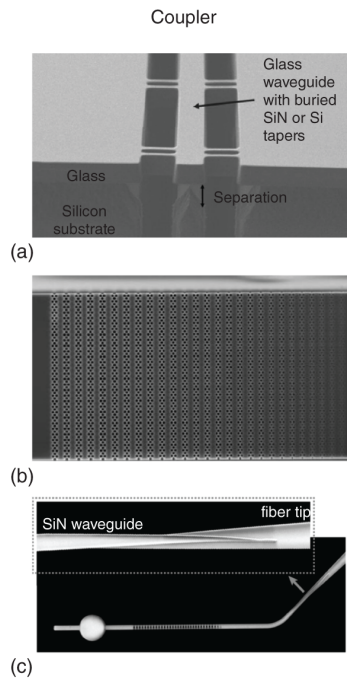 Coupler
Glass
waveguide
with buried
SiN or Si
tapers
Glass
Separation
Silicon
substrate
(a)
(b)
fiber tip
SiN waveguide
(c)